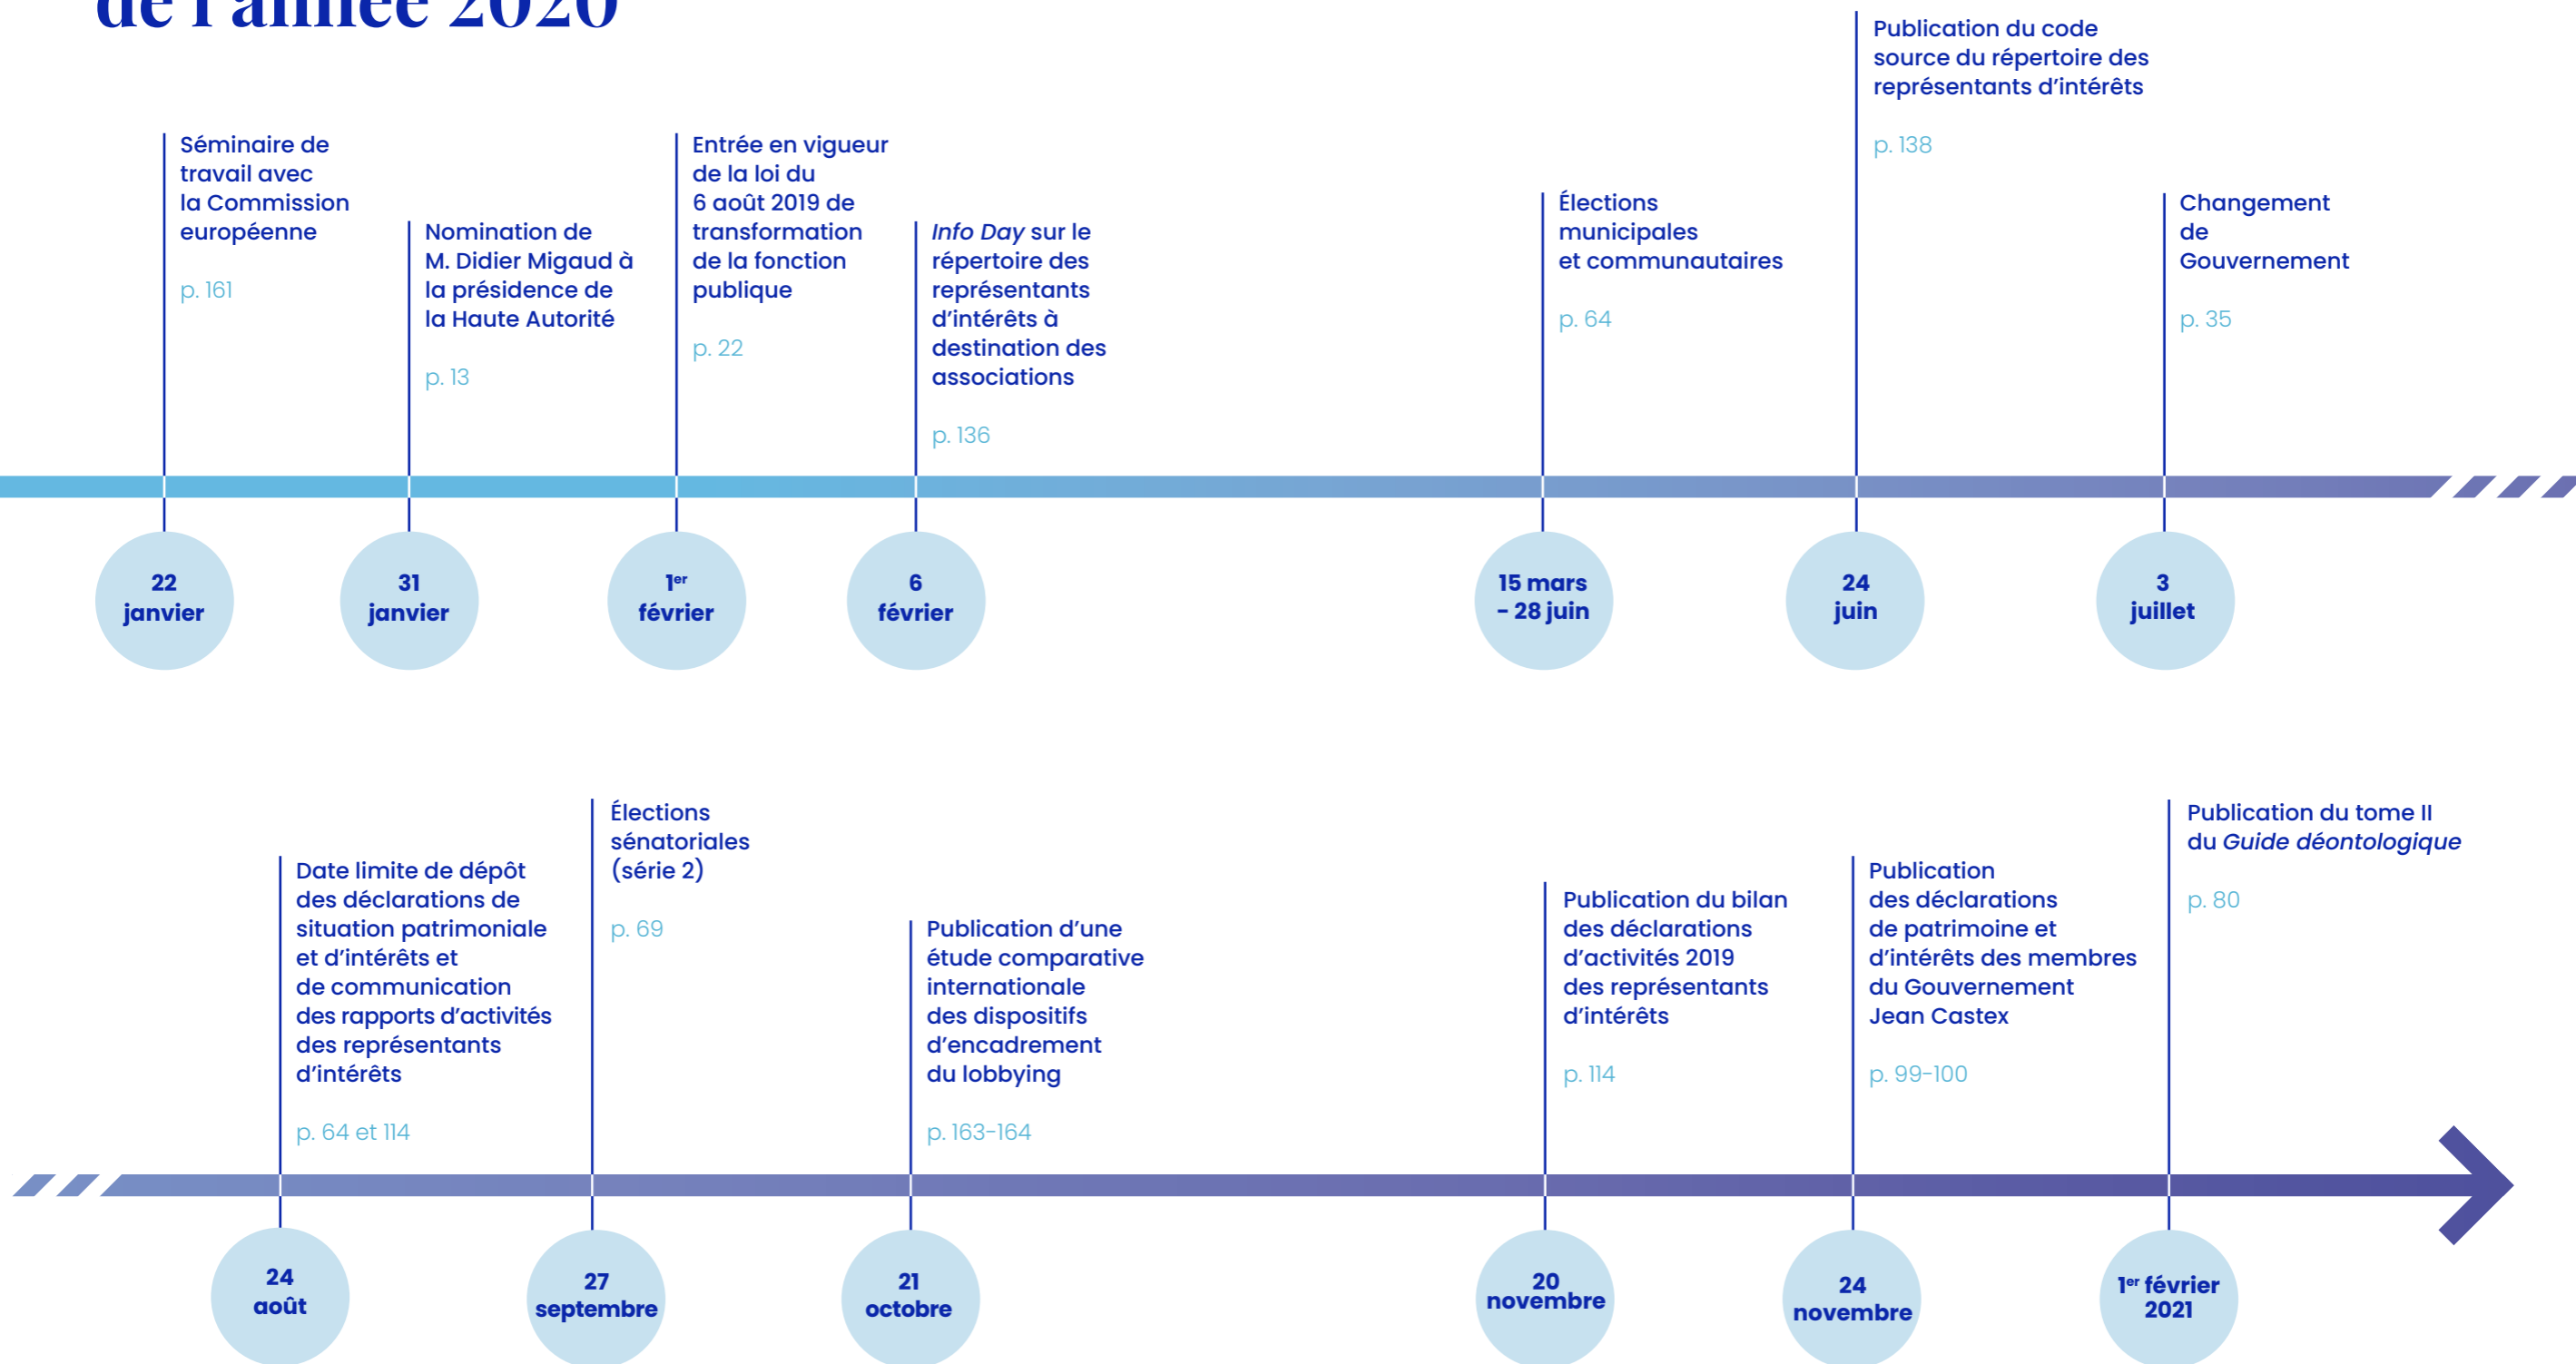 de l'année 2020
Séminaire de
travail avec
la Commission
européenne
p. 161
22
janvier
Nomination de
M. Didier Migaud à
la présidence de
la Haute Autorité
p. 13
31
janvier
Entrée en vigueur
de la loi du
6 août 2019 de
transformation
de la fonction
publique
p. 22
1er
février
Info Day sur le
répertoire des
représentants
d’intérêts à
destination des
associations
p. 136
6
février
Élections
municipales
et communautaires
p. 64
15 mars
- 28 juin
Publication du code
source du répertoire des
représentants d’intérêts
p. 138
24
juin
Changement
de
Gouvernement
p. 35
3
juillet
Date limite de dépôt
des déclarations de
situation patrimoniale
et d’intérêts et
de communication
des rapports d’activités
des représentants
d’intérêts
p. 64 et 114
24
août
Élections
sénatoriales
(série 2)
p. 69
27
septembre
Publication d’une
étude comparative
internationale
des dispositifs
d’encadrement
du lobbying
p. 163-164
21
octobre
Publication du bilan
des déclarations
d’activités 2019
des représentants
d’intérêts
p. 114
20
novembre
Publication
des déclarations
de patrimoine et
d’intérêts des membres
du Gouvernement
Jean Castex
p. 99-100
24
novembre
Publication du tome II
du Guide déontologique
p. 80
1er février
2021